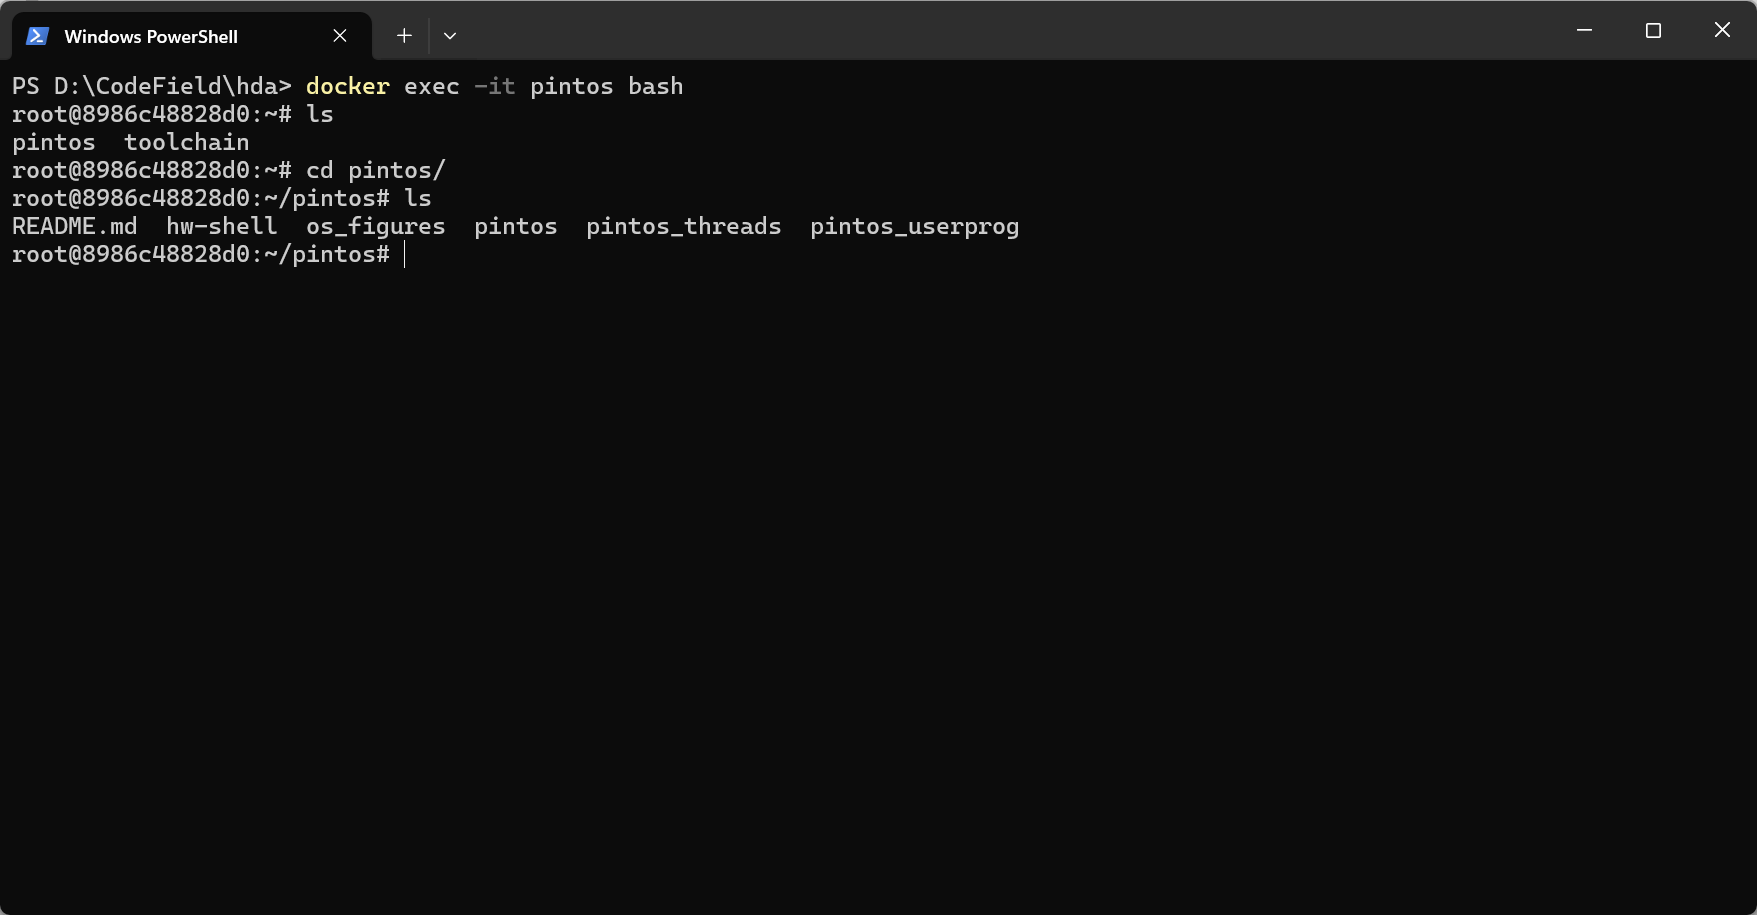 Windows PowerShell
PS D:\CodeField\hda> docker exec -it pintos bash
root@8986c48828d0:~# ls
pintos  toolchain
root@8986c48828d0:~# cd pintos/
root@8986c48828d0:~/pintos# ls
README.md  hw-shell  os_figures  pintos  pintos_threads  pintos_userprog
root@8986c48828d0:~/pintos#